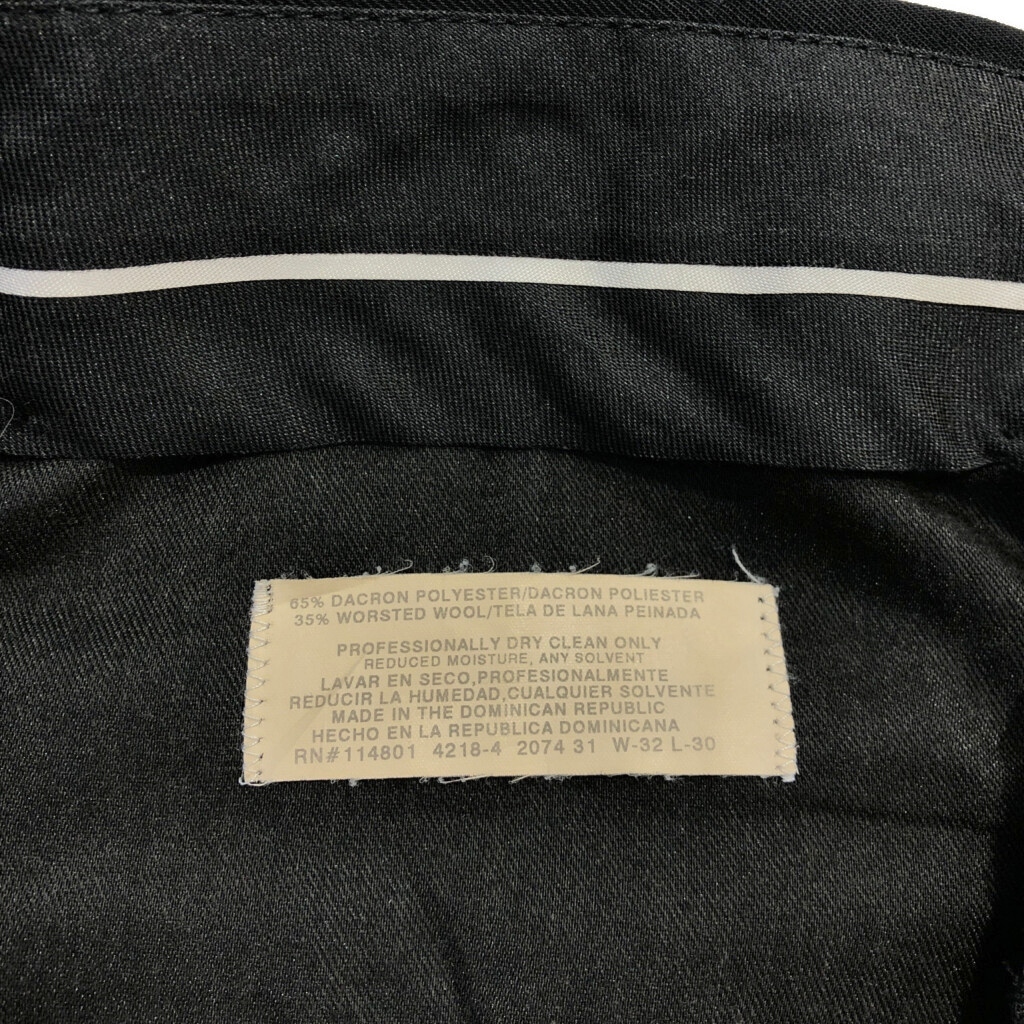 65% DACRON POLYESTER/DACRON POLIESTER
35% WORSTED WOOL/TELA DE LANA PEINADA
PROFESSIONALLY DRY CLEAN ONLY
REDUCED MOISTURE, ANY SOLVENT
LAVAR EN SECO,PROFESIONALMENTE
REDUCIR LA HUMEDAD,CUALQUIER SOLVENTE
MADE IN THE DOMINICAN REPUBLIC
HECHO EN LA REPUBLICA DOMINICANA
RN#114801 4218-4 2074 31 W-32 L-30